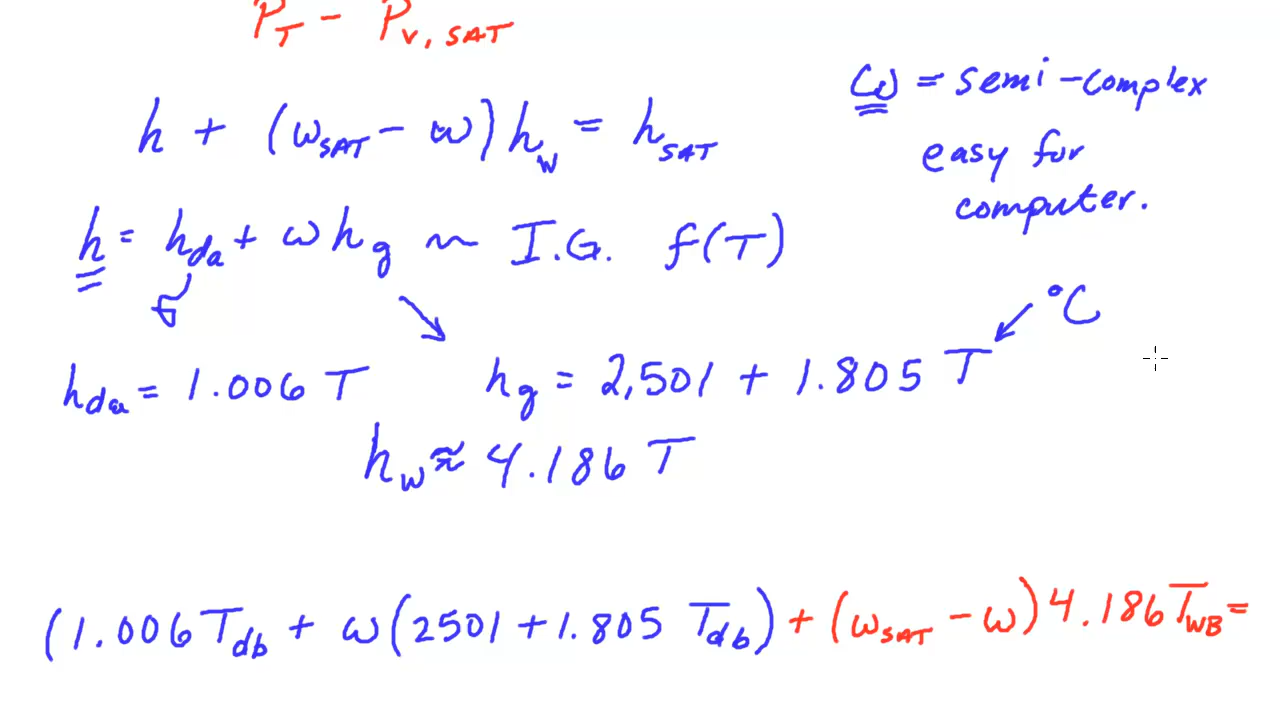 P_T - P_v,SAT
ω = semi-complex
easy for
computer.
h + (ω_SAT - ω) h_w = h_SAT
h = h_da + ω h_g ~ I.G. f(T)
°C
h_da = 1.006 T
h_g = 2,501 + 1.805 T
h_w ≈ 4.186 T
(1.006 T_db + ω(2501 + 1.805 T_db) + (ω_SAT - ω) 4.186 T_WB =